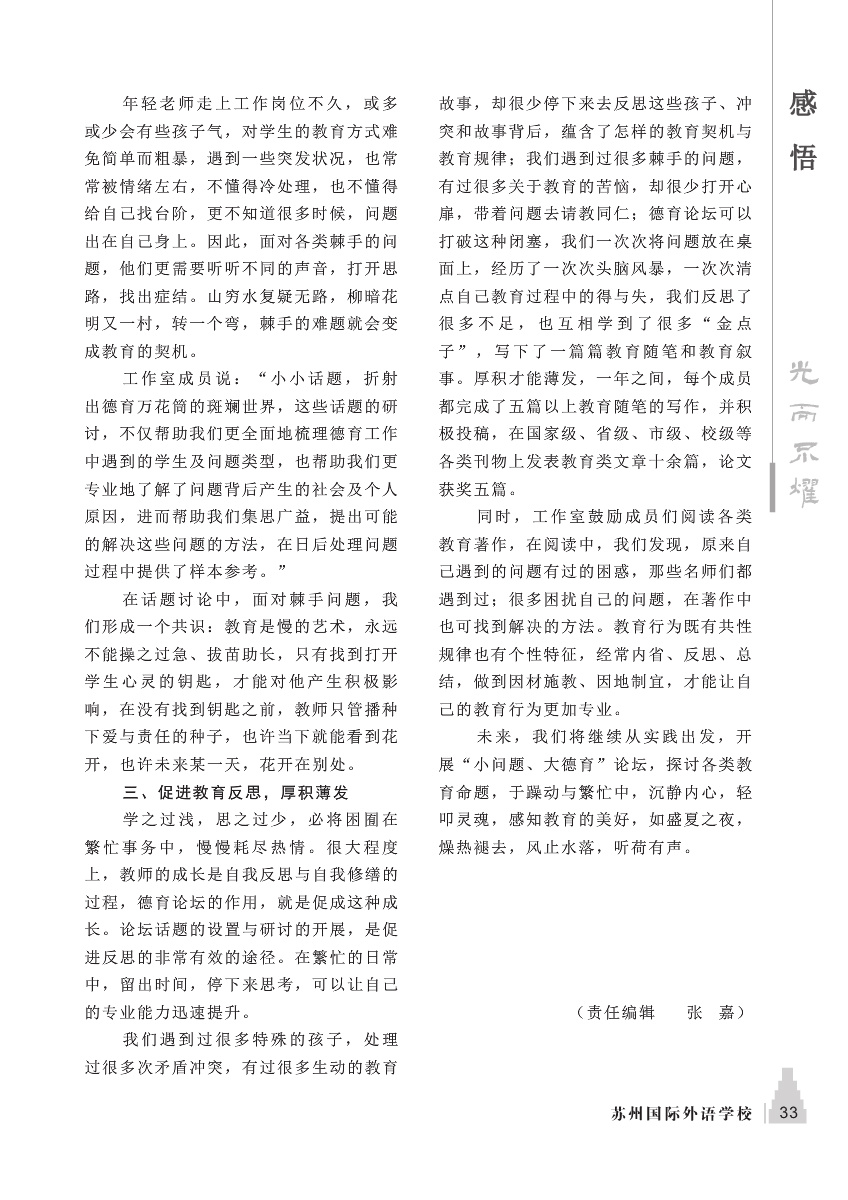 年轻老师走上工作岗位不久，或多
或少会有些孩子气，对学生的教育方式难
免简单而粗暴，遇到一些突发状况，也常
常被情绪左右，不懂得冷处理，也不懂得
给自己找台阶，更不知道很多时候，问题
出在自己身上。因此，面对各类棘手的问
题，他们更需要听听不同的声音，打开思
路，找出症结。山穷水复疑无路，柳暗花
明又一村，转一个弯，棘手的难题就会变
成教育的契机。
工作室成员说：“小小话题，折射
出德育万花筒的斑斓世界，这些话题的研
讨，不仅帮助我们更全面地梳理德育工作
中遇到的学生及问题类型，也帮助我们更
专业地了解了问题背后产生的社会及个人
原因，进而帮助我们集思广益，提出可能
的解决这些问题的方法，在日后处理问题
过程中提供了样本参考。”
在话题讨论中，面对棘手问题，我
们形成一个共识：教育是慢的艺术，永远
不能操之过急、拔苗助长，只有找到打开
学生心灵的钥匙，才能对他产生积极影
响，在没有找到钥匙之前，教师只管播种
下爱与责任的种子，也许当下就能看到花
开，也许未来某一天，花开在别处。
三、促进教育反思，厚积薄发
学之过浅，思之过少，必将困囿在
繁忙事务中，慢慢耗尽热情。很大程度
上，教师的成长是自我反思与自我修缮的
过程，德育论坛的作用，就是促成这种成
长。论坛话题的设置与研讨的开展，是促
进反思的非常有效的途径。在繁忙的日常
中，留出时间，停下来思考，可以让自己
的专业能力迅速提升。
我们遇到过很多特殊的孩子，处理
过很多次矛盾冲突，有过很多生动的教育
故事，却很少停下来去反思这些孩子、冲
突和故事背后，蕴含了怎样的教育契机与
教育规律；我们遇到过很多棘手的问题，
有过很多关于教育的苦恼，却很少打开心
扉，带着问题去请教同仁；德育论坛可以
打破这种闭塞，我们一次次将问题放在桌
面上，经历了一次次头脑风暴，一次次清
点自己教育过程中的得与失，我们反思了
很多不足，也互相学到了很多“金点
子”，写下了一篇篇教育随笔和教育叙
事。厚积才能薄发，一年之间，每个成员
都完成了五篇以上教育随笔的写作，并积
极投稿，在国家级、省级、市级、校级等
各类刊物上发表教育类文章十余篇，论文
获奖五篇。
同时，工作室鼓励成员们阅读各类
教育著作，在阅读中，我们发现，原来自
己遇到的问题有过的困惑，那些名师们都
遇到过；很多困扰自己的问题，在著作中
也可找到解决的方法。教育行为既有共性
规律也有个性特征，经常内省、反思、总
结，做到因材施教、因地制宜，才能让自
己的教育行为更加专业。
未来，我们将继续从实践出发，开
展“小问题、大德育”论坛，探讨各类教
育命题，于躁动与繁忙中，沉静内心，轻
叩灵魂，感知教育的美好，如盛夏之夜，
燥热褪去，风止水落，听荷有声。
（责任编辑　张　嘉）
感悟
光而不耀
苏州国际外语学校 33